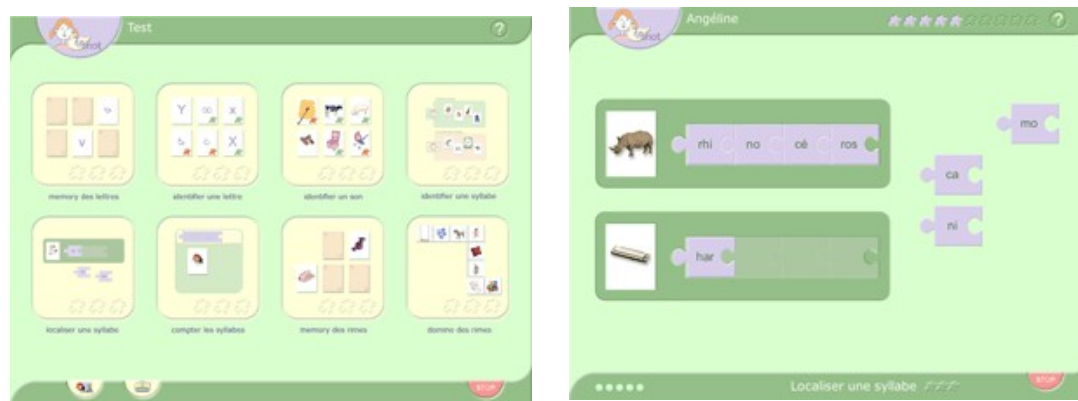 Test
?
Y
X
V
X
memory des lettres
identifier une lettre
identifier un son
identifier une syllabe
localiser une syllabe
compter les syllabes
memory des rimes
domino des rimes
STOP
Angéline
?
rhi no cé ros
mo
ca
ni
har
Localiser une syllabe
STOP